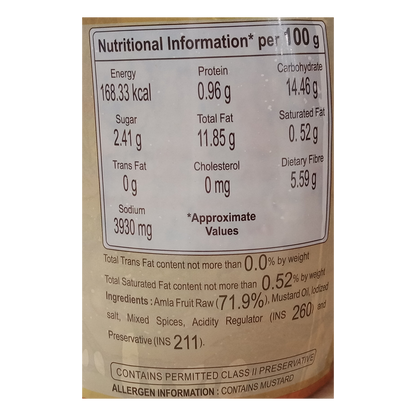 Nutritional Information* per 100 g
Energy Protein Carbohydrate
168.33 kcal 0.96 g 14.46 g
Sugar Total Fat Saturated Fat
2.41 g 11.85 g 0.52 g
Trans Fat Cholesterol Dietary Fibre
0 g 0 mg 5.59 g
Sodium *Approximate
3930 mg Values
Total Trans Fat content not more than 0.0% by weight
Total Saturated Fat content not more than 0.52% by weight
Ingredients : Amla Fruit Raw (71.9%), Mustard Oil, Iodized
salt, Mixed Spices, Acidity Regulator (INS 260) and
Preservative (INS 211).
CONTAINS PERMITTED CLASS II PRESERVATIVE
ALLERGEN INFORMATION : CONTAINS MUSTARD